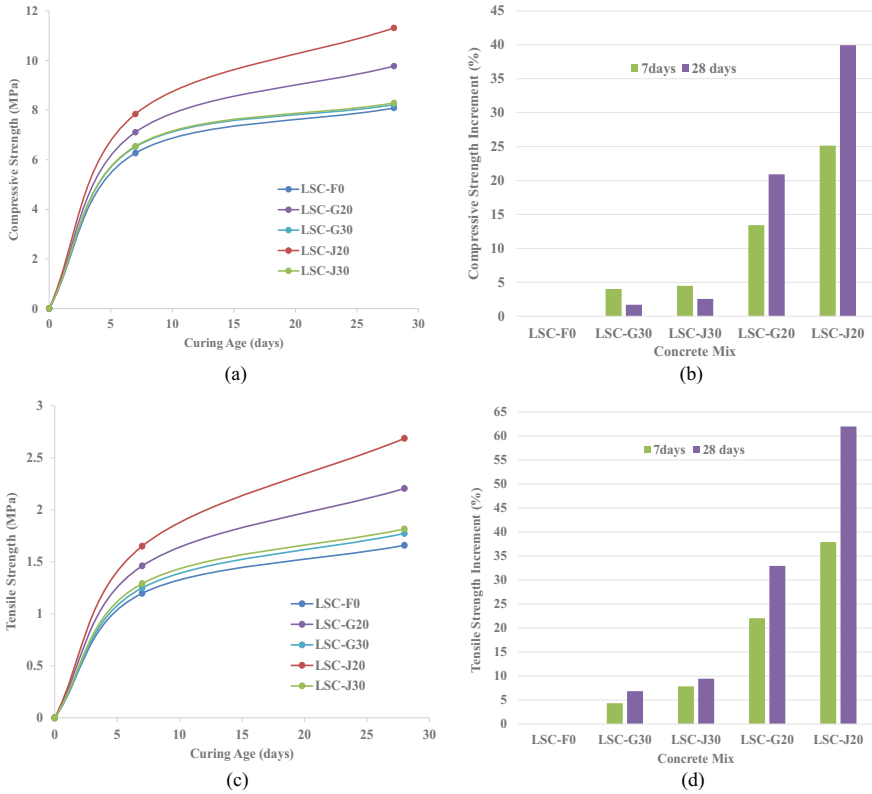 12
10
8
6
4
2
0
Compressive Strength (MPa)
LSC-F0
LSC-G20
LSC-G30
LSC-J20
LSC-J30
0 5 10 15 20 25 30
Curing Age (days)
(a)
45
40
35
30
25
20
15
10
5
0
Compressive Strength Increment (%)
7days 28 days
LSC-F0 LSC-G30 LSC-J30 LSC-G20 LSC-J20
Concrete Mix
(b)
3
2.5
2
1.5
1
0.5
0
Tensile Strength (MPa)
LSC-F0
LSC-G20
LSC-G30
LSC-J20
LSC-J30
0 5 10 15 20 25 30
Curing Age (days)
(c)
65
60
55
50
45
40
35
30
25
20
15
10
5
0
Tensile Strength Increment (%)
7days 28 days
LSC-F0 LSC-G30 LSC-J30 LSC-G20 LSC-J20
Concrete Mix
(d)